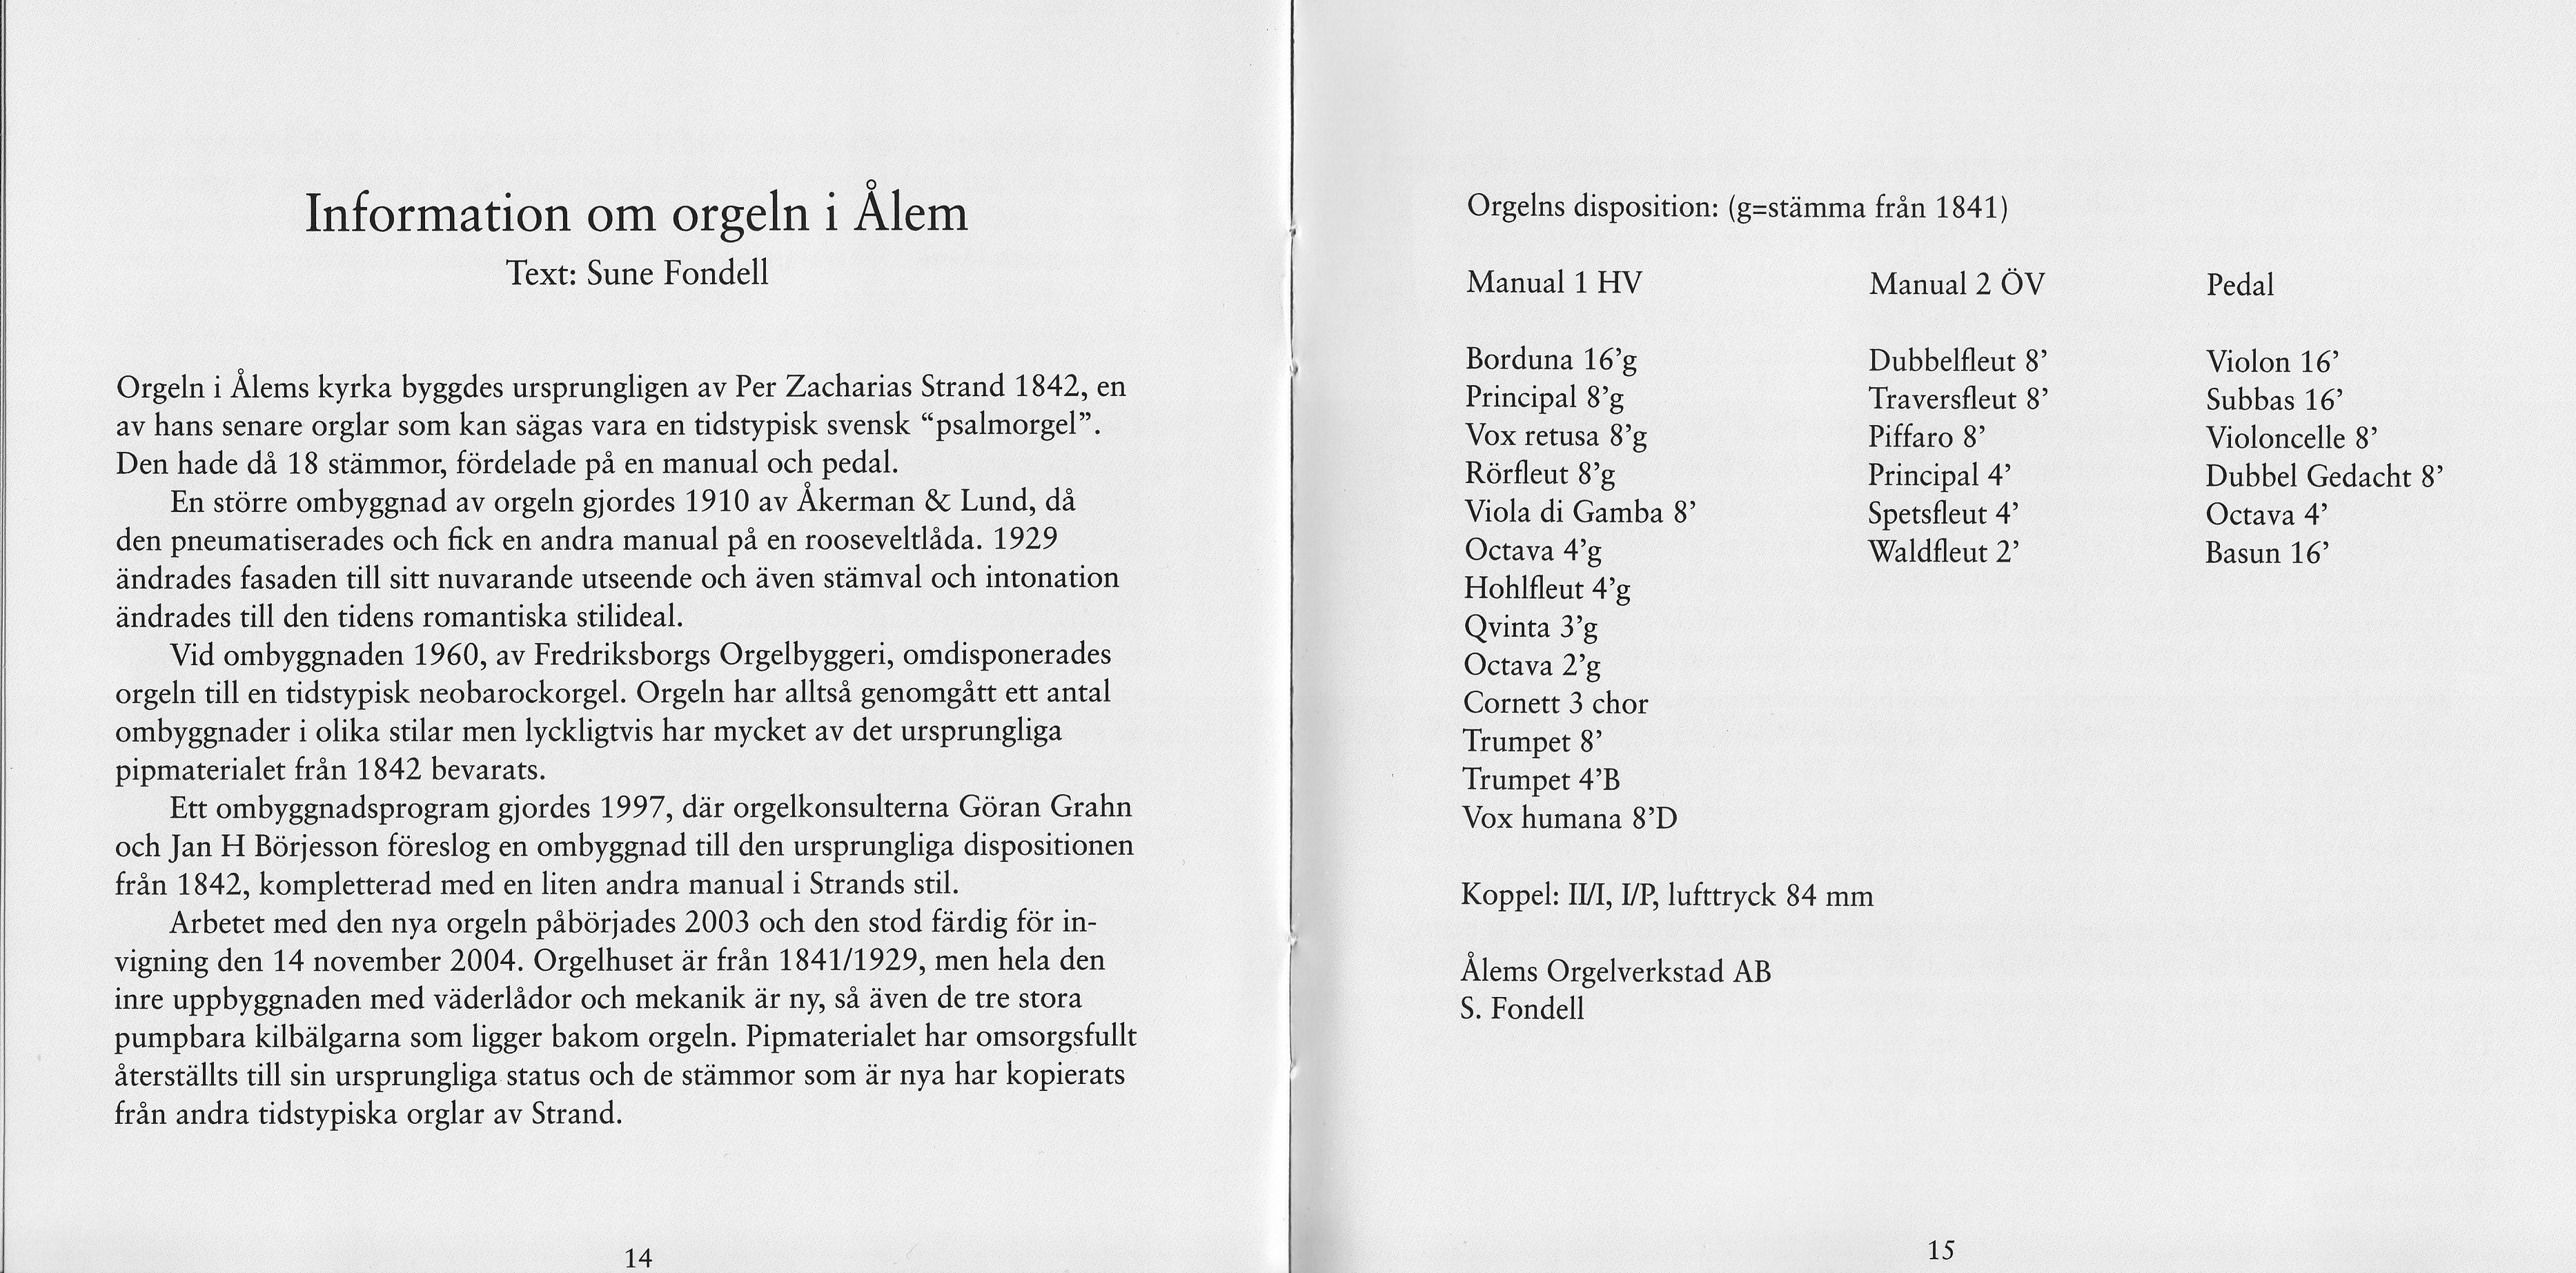 Information om orgeln i Ålem
Text: Sune Fondell
Orgeln i Ålems kyrka byggdes ursprungligen av Per Zacharias Strand 1842, en
av hans senare orglar som kan sägas vara en tidstypisk svensk “psalmorgel”.
Den hade då 18 stämmor, fördelade på en manual och pedal.
En större ombyggnad av orgeln gjordes 1910 av Åkerman & Lund, då
den pneumatiserades och fick en andra manual på en rooseveltlåda. 1929
ändrades fasaden till sitt nuvarande utseende och även stämval och intonation
ändrades till den tidens romantiska stilideal.
Vid ombyggnaden 1960, av Fredriksborgs Orgelbyggeri, omdisponerades
orgeln till en tidstypisk neobarockorgel. Orgeln har alltså genomgått ett antal
ombyggnader i olika stilar men lyckligtvis har mycket av det ursprungliga
pipmaterialet från 1842 bevarats.
Ett ombyggnadsprogram gjordes 1997, där orgelkonsulterna Göran Grahn
och Jan H Börjesson föreslog en ombyggnad till den ursprungliga dispositionen
från 1842, kompletterad med en liten andra manual i Strands stil.
Arbetet med den nya orgeln påbörjades 2003 och den stod färdig för in-
vigning den 14 november 2004. Orgelhuset är från 1841/1929, men hela den
inre uppbyggnaden med väderlådor och mekanik är ny, så även de tre stora
pumpbara kilbälgarna som ligger bakom orgeln. Pipmaterialet har omsorgsfullt
återställts till sin ursprungliga status och de stämmor som är nya har kopierats
från andra tidstypiska orglar av Strand.
14
Orgelns disposition: (g=stämma från 1841)
Manual 1 HV
Borduna 16’g
Principal 8’g
Vox retusa 8’g
Rörfleut 8’g
Viola di Gamba 8’
Octava 4’g
Hohlfleut 4’g
Qvinta 3’g
Octava 2’g
Cornett 3 chor
Trumpet 8’
Trumpet 4’B
Vox humana 8’D
Manual 2 ÖV
Dubbelfleut 8’
Traversfleut 8’
Piffaro 8’
Principal 4’
Spetsfleut 4’
Waldfleut 2’
Pedal
Violon 16’
Subbas 16’
Violoncelle 8’
Dubbel Gedacht 8’
Octava 4’
Basun 16’
Koppel: II/I, I/P, lufttryck 84 mm
Ålems Orgelverkstad AB
S. Fondell
15